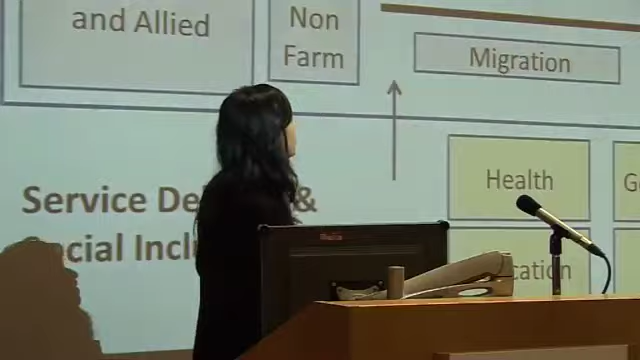 and Allied
Non
Farm
Migration
Health
Service De
&
cial Incl
cation
G